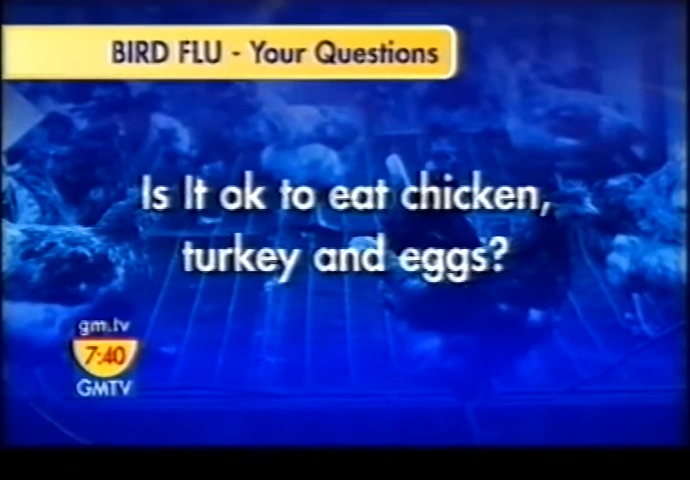 BIRD FLU - Your Questions
Is It ok to eat chicken,
turkey and eggs?
gm.tv
7:40
GMTV